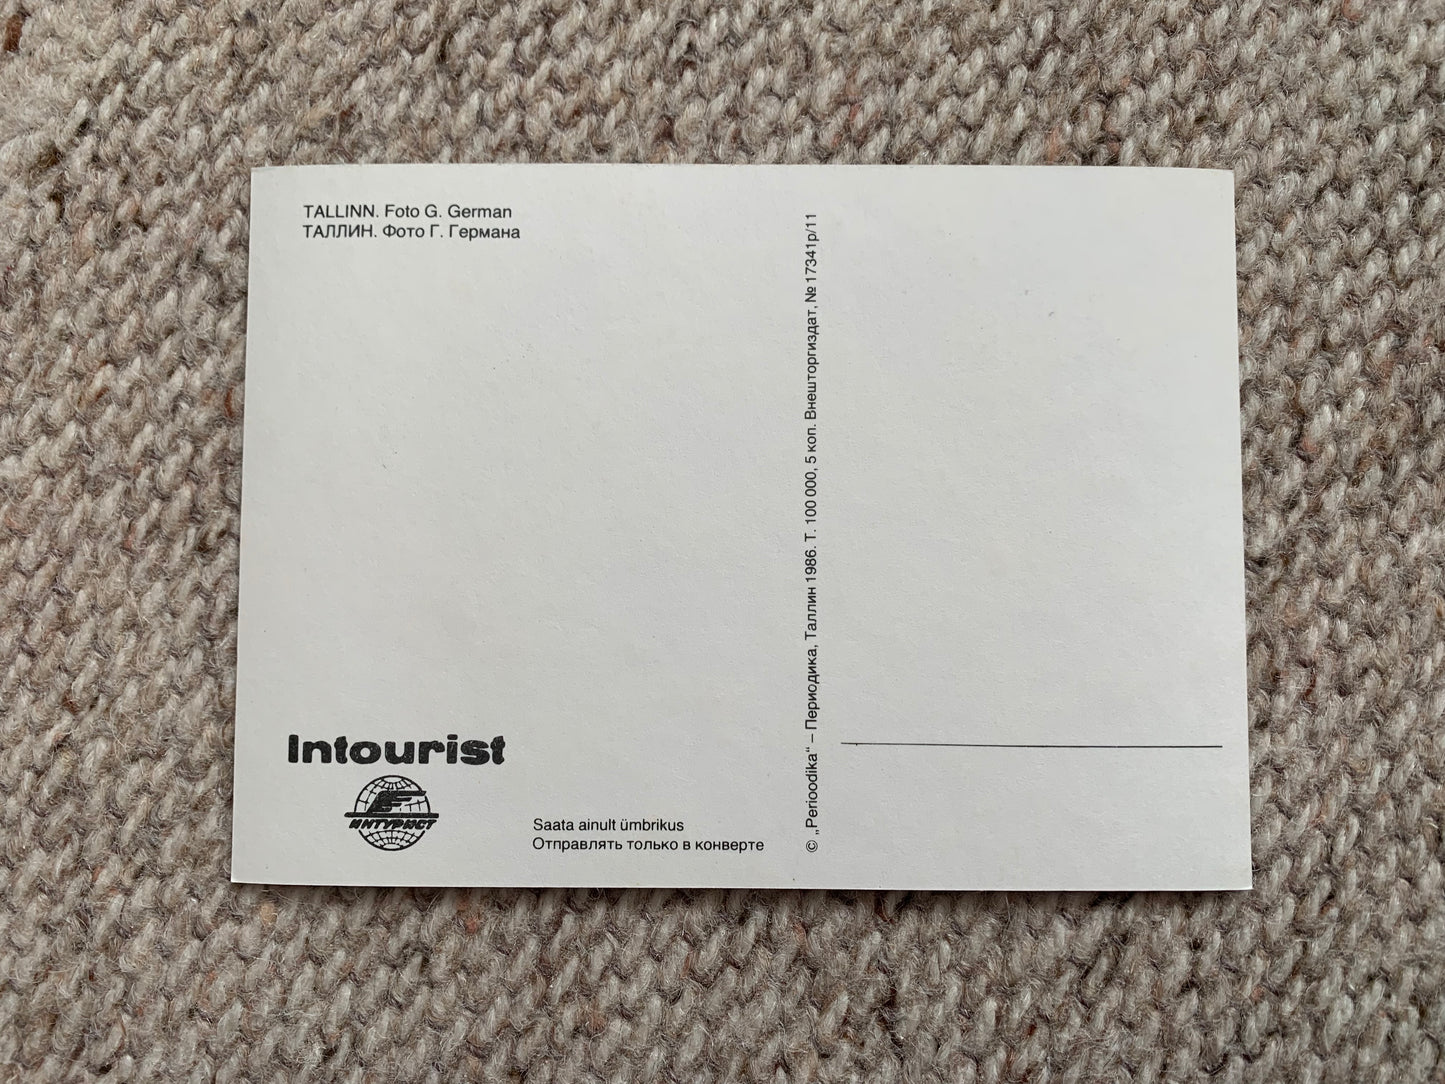 TALLINN. Foto G. German
ТАЛЛИН. Фото Г. Германа
Intourist
ИНТУРИСТ
Saata ainult ümbrikus
Отправлять только в конверте
© „Perioodika“ – Периодика, Таллин 1986. Т. 100 000, 5 коп. Внешторгиздат, № 17341р/11